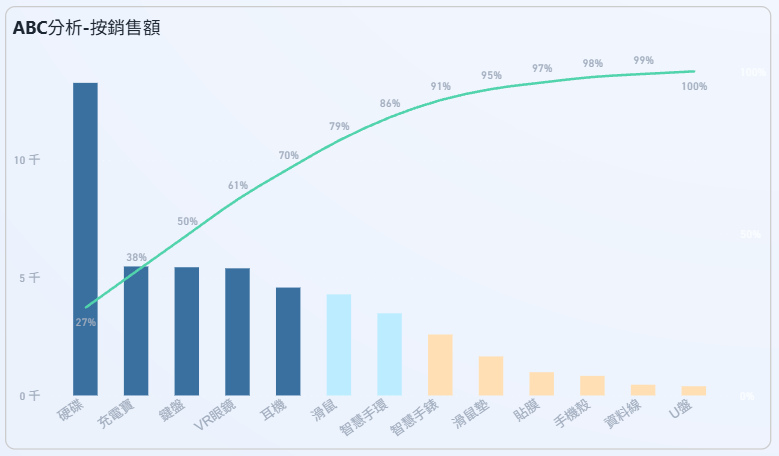 ABC分析-按銷售額
10 千
5 千
0 千
100%
50%
0%
27%
38%
50%
61%
70%
79%
86%
91%
95%
97%
98%
99%
100%
硬碟
充電寶
鍵盤
VR眼鏡
耳機
滑鼠
智慧手環
智慧手錶
滑鼠墊
貼膜
手機殼
資料線
U盤